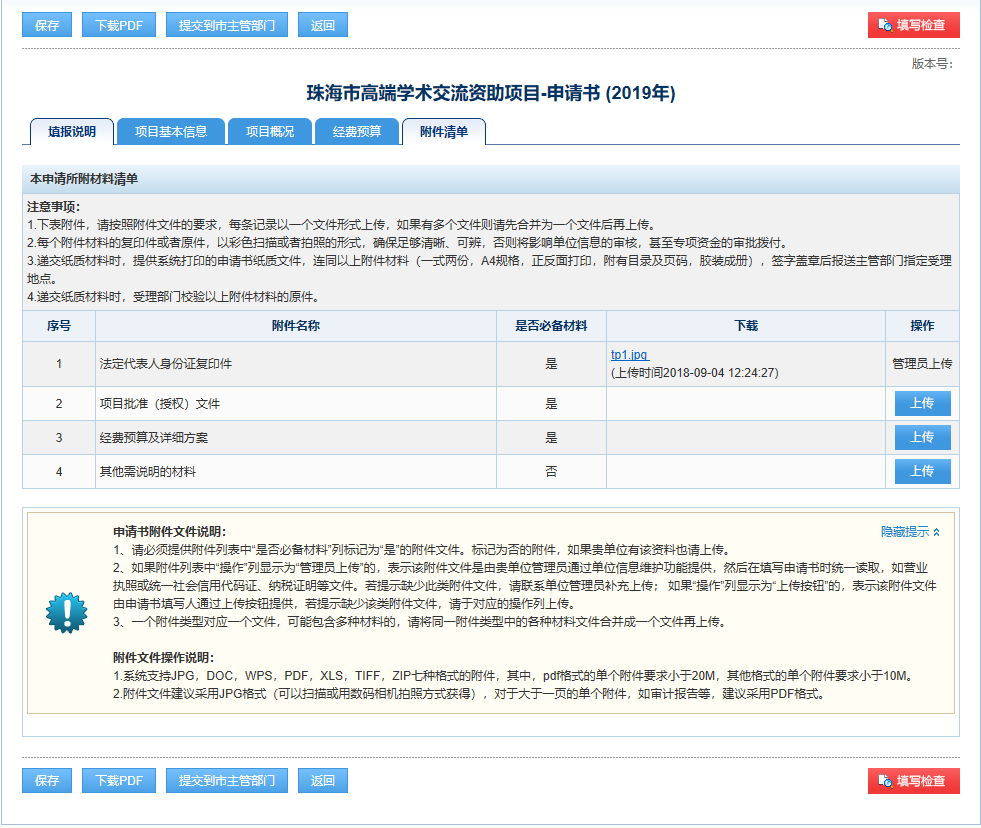 保存 下载PDF 提交到市主管部门 返回 填写检查
版本号:
珠海市高端学术交流资助项目-申请书 (2019年)
填报说明 项目基本信息 项目概况 经费预算 附件清单
本申请所附材料清单
注意事项：
1.下表附件，请按照附件文件的要求，每条记录以一个文件形式上传，如果有多个文件则请先合并为一个文件后再上传。
2.每个附件材料的复印件或者原件，以彩色扫描或者拍照的形式，确保足够清晰、可辨，否则将影响单位信息的审核，甚至专项资金的审批拨付。
3.递交纸质材料时，提供系统打印的申请书纸质文件，连同以上附件材料（一式两份，A4规格，正反面打印，附有目录及页码，胶装成册），签字盖章后报送主管部门指定受理
地点。
4.递交纸质材料时，受理部门校验以上附件材料的原件。
序号 附件名称 是否必备材料 下载 操作
1 法定代表人身份证复印件 是 tp1.jpg 管理员上传
(上传时间2018-09-04 12:24:27)
2 项目批准（授权）文件 是 上传
3 经费预算及详细方案 是 上传
4 其他需说明的材料 否 上传
申请书附件文件说明： 隐藏提示
1、请必须提供附件列表中“是否必备材料”列标记为“是”的附件文件。标记为否的附件，如果贵单位有该资料也请上传。
2、如果附件列表中“操作”列显示为“管理员上传”的，表示该附件文件是由贵单位管理员通过单位信息维护功能提供，然后在填写申请书时统一读取，如营业
执照或统一社会信用代码证、纳税证明等文件。若提示缺少此类附件文件，请联系单位管理员补充上传； 如果“操作”列显示为“上传按钮”的，表示该附件文件
由申请书填写人通过上传按钮提供，若提示缺少该类附件文件，请于对应的操作列上传。
3、一个附件类型对应一个文件，可能包含多种材料的，请将同一附件类型中的各种材料文件合并成一个文件再上传。
附件文件操作说明：
1.系统支持JPG，DOC，WPS，PDF，XLS，TIFF，ZIP七种格式的附件，其中，pdf格式的单个附件要求小于20M，其他格式的单个附件要求小于10M。
2.附件文件建议采用JPG格式（可以扫描或用数码相机拍照方式获得），对于大于一页的单个附件，如审计报告等，建议采用PDF格式。
保存 下载PDF 提交到市主管部门 返回 填写检查